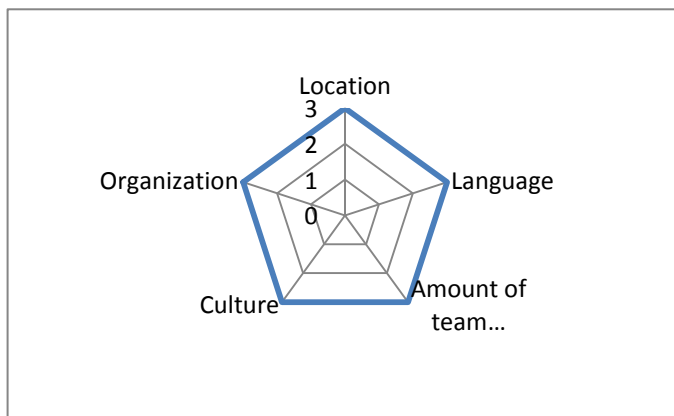 Location
3
2
Organization
1
Language
0
Culture
Amount of
team…